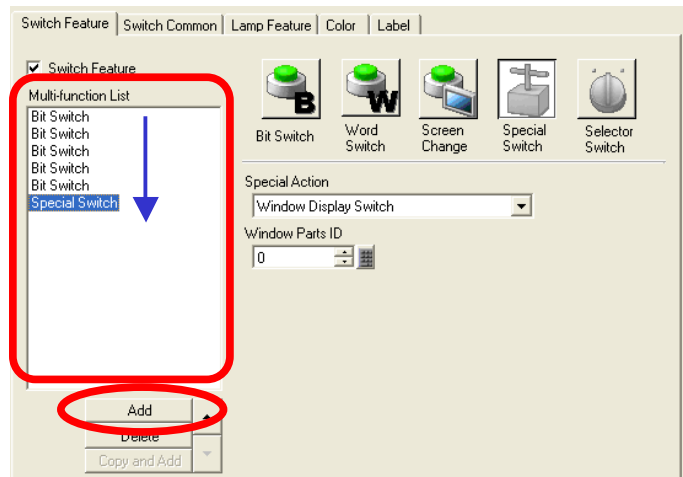 Switch Feature Switch Common Lamp Feature Color Label
Switch Feature
Multi-function List
Bit Switch
Bit Switch
Bit Switch
Bit Switch
Bit Switch
Special Switch
B
W
Bit Switch
Word Switch
Screen Change
Special Switch
Selector Switch
Special Action
Window Display Switch
Window Parts ID
0
Add
Delete
Copy and Add